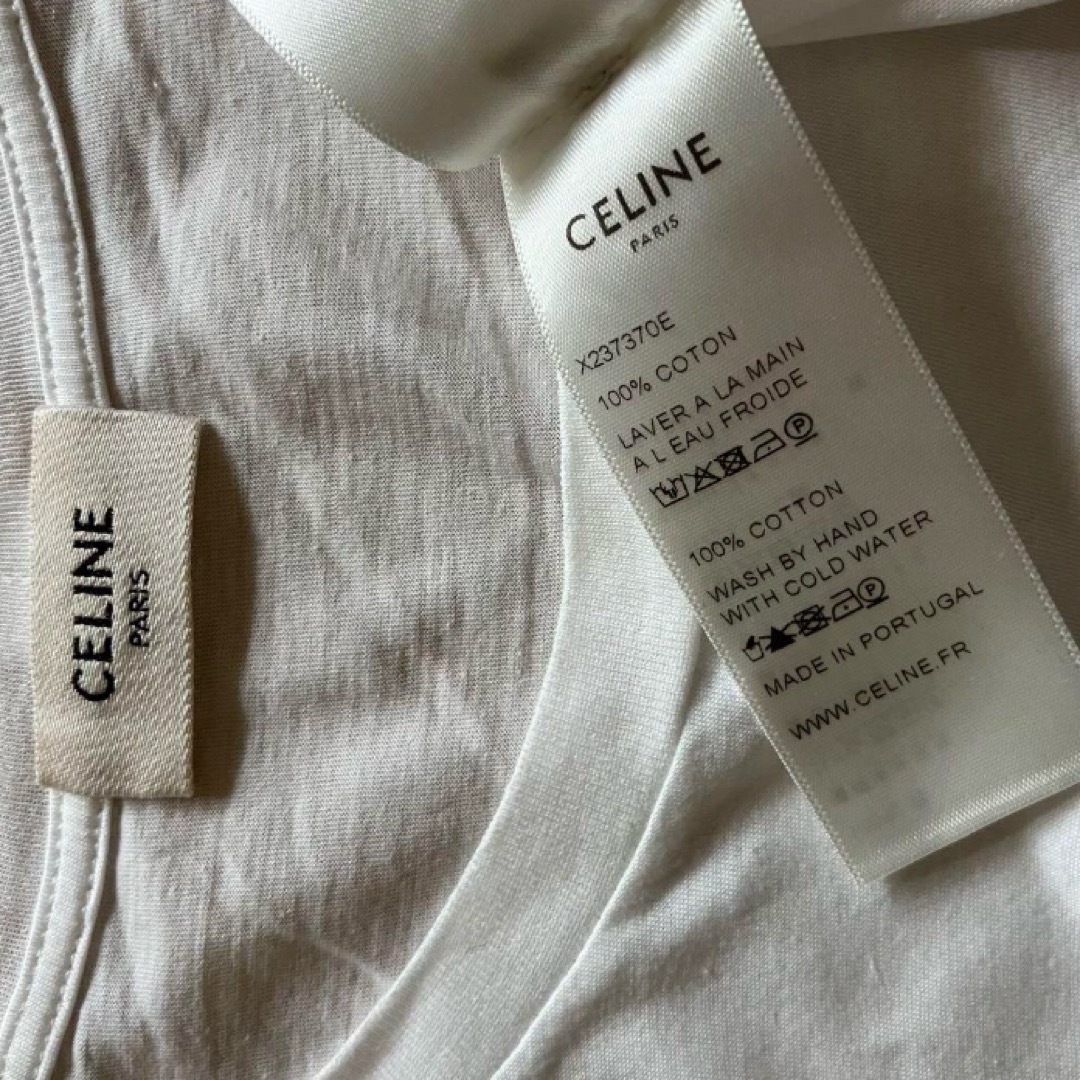 CELINE
PARIS
CELINE
PARIS
X237370E
100% COTON
LAVER A LA MAIN
A L EAU FROIDE
P
100% COTTON
WASH BY HAND
WITH COLD WATER
P
MADE IN PORTUGAL
WWW.CELINE.FR